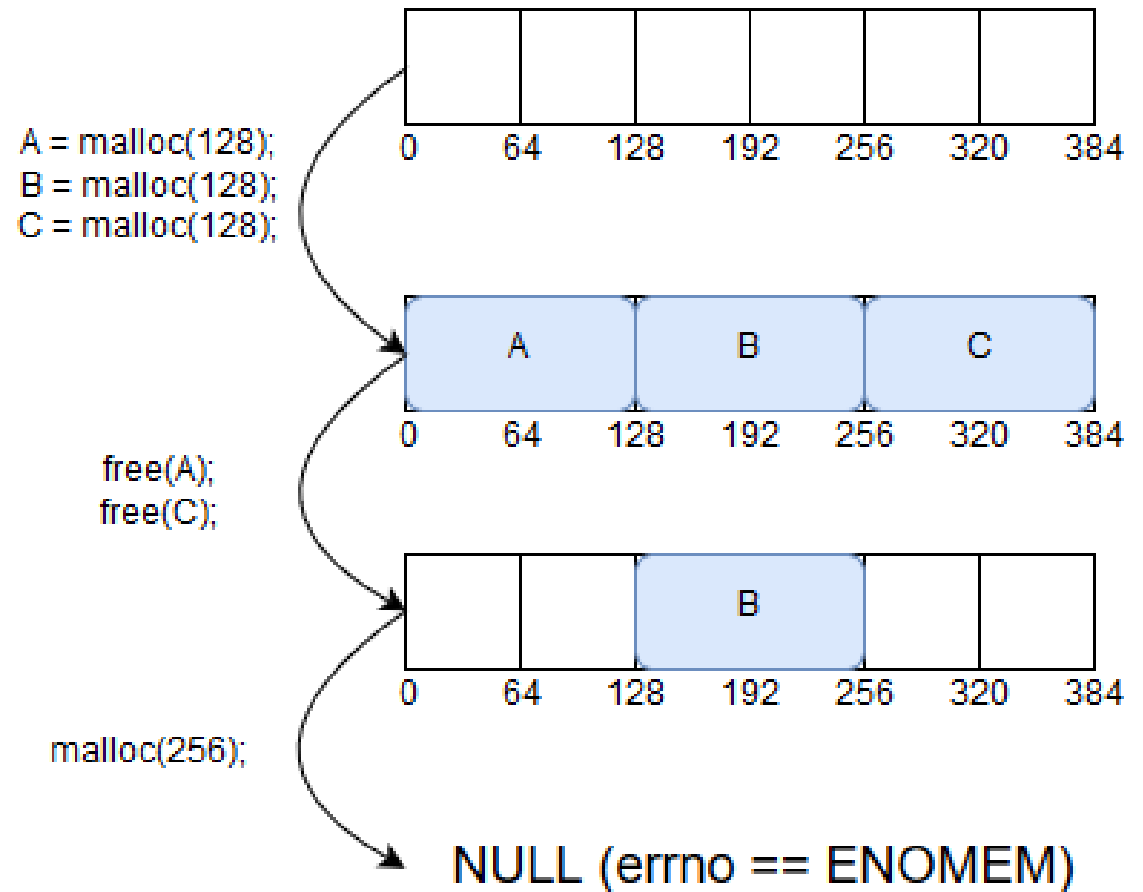 0 64 128 192 256 320 384
A = malloc(128);
B = malloc(128);
C = malloc(128);
A B C
0 64 128 192 256 320 384
free(A);
free(C);
B
0 64 128 192 256 320 384
malloc(256);
NULL (errno == ENOMEM)